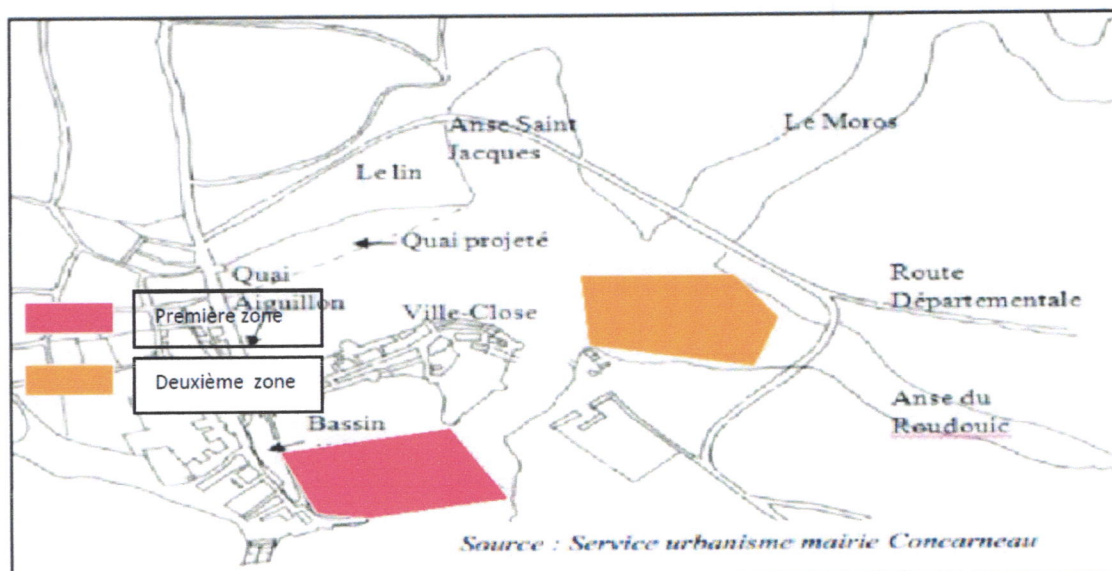 Anse Saint
Jacques
Le Moros
Le lin
Quai projeté
Quai
Aiguillon
Route
Départementale
Première zone
Ville-Close
Deuxième zone
Anse du
Roudouic
Bassin
Source : Service urbanisme mairie Concarneau